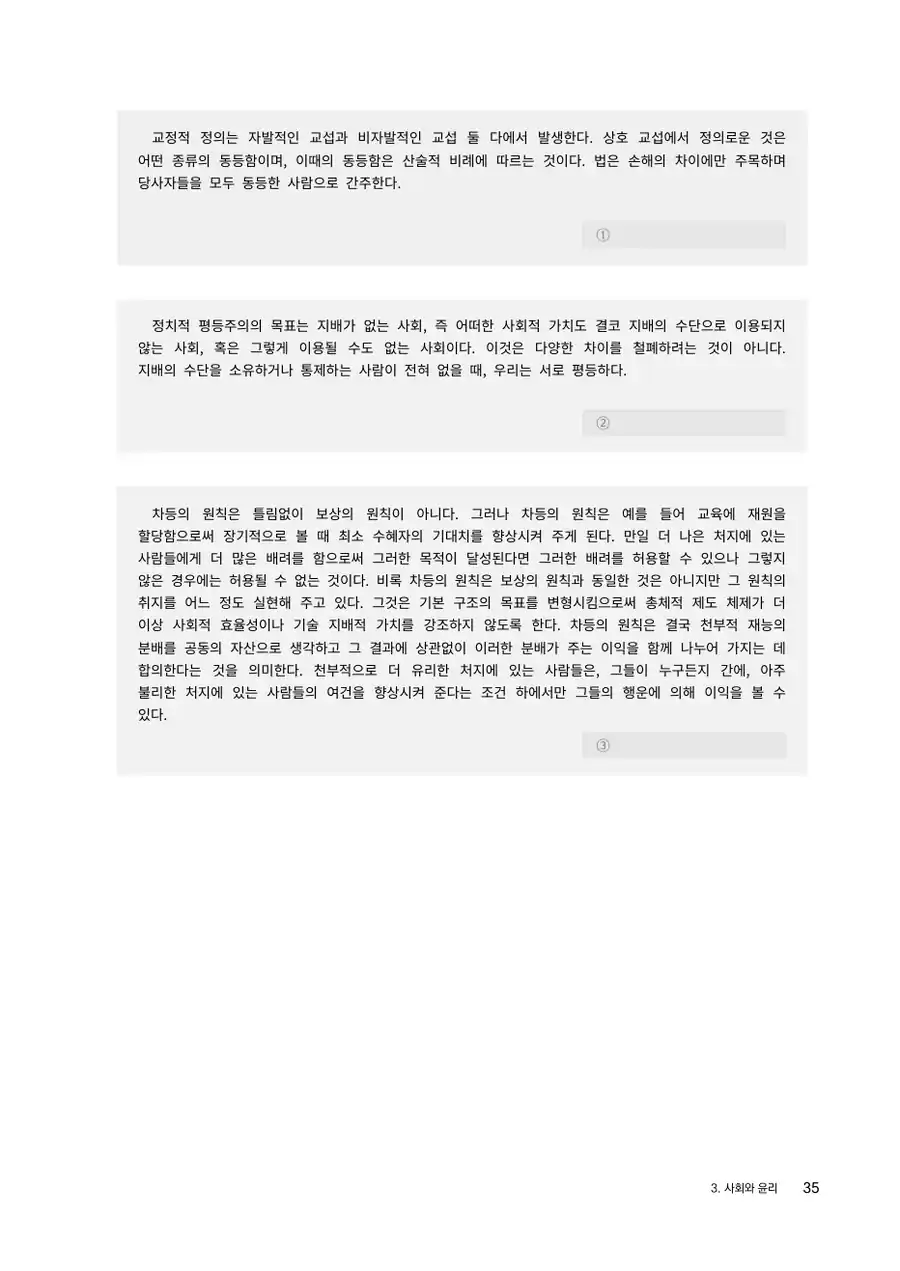 교정적 정의는 자발적인 교섭과 비자발적인 교섭 둘 다에서 발생한다. 상호 교섭에서 정의로운 것은
어떤 종류의 동등함이며, 이때의 동등함은 산술적 비례에 따르는 것이다. 법은 손해의 차이에만 주목하며
당사자들을 모두 동등한 사람으로 간주한다.
①
정치적 평등주의의 목표는 지배가 없는 사회, 즉 어떠한 사회적 가치도 결코 지배의 수단으로 이용되지
않는 사회, 혹은 그렇게 이용될 수도 없는 사회이다. 이것은 다양한 차이를 철폐하려는 것이 아니다.
지배의 수단을 소유하거나 통제하는 사람이 전혀 없을 때, 우리는 서로 평등하다.
②
차등의 원칙은 틀림없이 보상의 원칙이 아니다. 그러나 차등의 원칙은 예를 들어 교육에 재원을
할당함으로써 장기적으로 볼 때 최소 수혜자의 기대치를 향상시켜 주게 된다. 만일 더 나은 처지에 있는
사람들에게 더 많은 배려를 함으로써 그러한 목적이 달성된다면 그러한 배려를 허용할 수 있으나 그렇지
않은 경우에는 허용될 수 없는 것이다. 비록 차등의 원칙은 보상의 원칙과 동일한 것은 아니지만 그 원칙의
취지를 어느 정도 실현해 주고 있다. 그것은 기본 구조의 목표를 변형시킴으로써 총체적 제도 체제가 더
이상 사회적 효율성이나 기술 지배적 가치를 강조하지 않도록 한다. 차등의 원칙은 결국 천부적 재능의
분배를 공동의 자산으로 생각하고 그 결과에 상관없이 이러한 분배가 주는 이익을 함께 나누어 가지는 데
합의한다는 것을 의미한다. 천부적으로 더 유리한 처지에 있는 사람들은, 그들이 누구든지 간에, 아주
불리한 처지에 있는 사람들의 여건을 향상시켜 준다는 조건 하에서만 그들의 행운에 의해 이익을 볼 수
있다.
③
3. 사회와 윤리 35